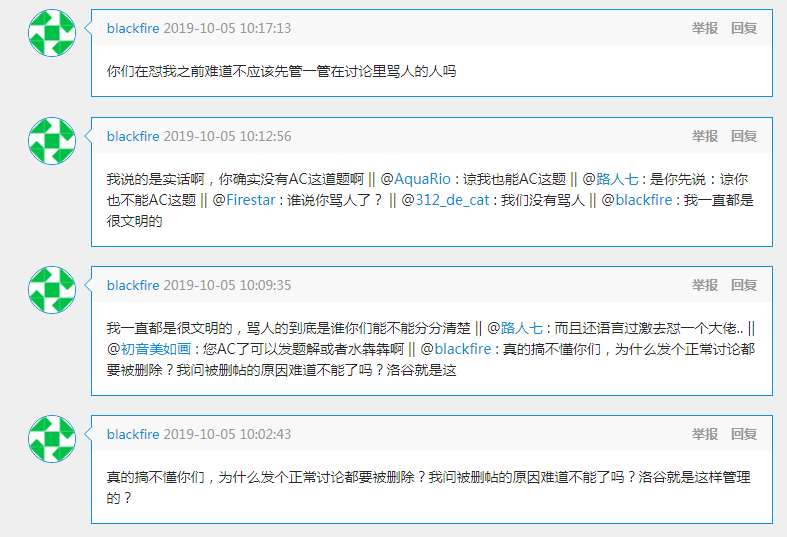 blackfire 2019-10-05 10:17:13 举报 回复
你们在怼我之前难道不应该先管一管在讨论里骂人的人吗
blackfire 2019-10-05 10:12:56 举报 回复
我说的是实话啊，你确实没有AC这道题啊 || @AquaRio : 谅我也能AC这题 || @路人七 : 是你先说：谅你
也不能AC这题 || @Firestar : 谁说你骂人了？ || @312_de_cat : 我们没有骂人 || @blackfire : 我一直都是
很文明的
blackfire 2019-10-05 10:09:35 举报 回复
我一直都是很文明的，骂人的到底是谁你们能不能分分清楚 || @路人七 : 而且还语言过激去怼一个大佬.. ||
@初音美如画 : 您AC了可以发题解或者水犇犇啊 || @blackfire : 真的搞不懂你们，为什么发个正常讨论都
要被删除？我问被删帖的原因难道不能了吗？洛谷就是这
blackfire 2019-10-05 10:02:43 举报 回复
真的搞不懂你们，为什么发个正常讨论都要被删除？我问被删帖的原因难道不能了吗？洛谷就是这样管理
的？